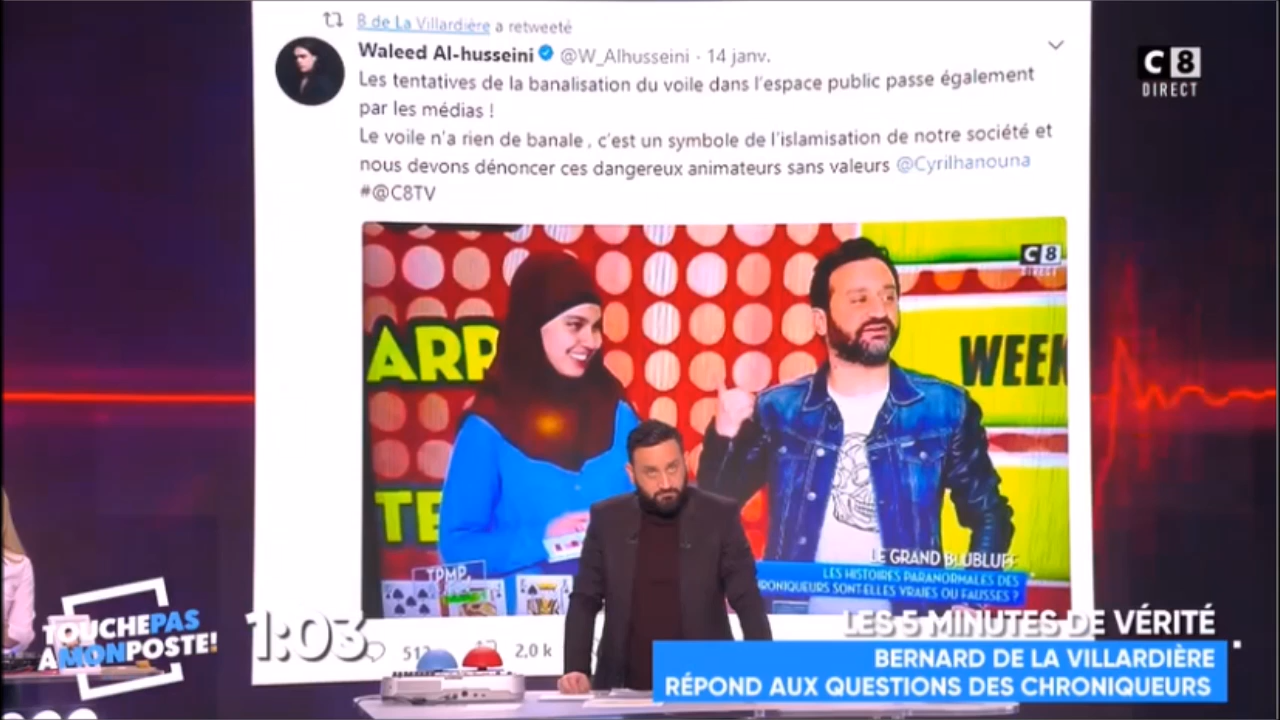 B de La Villardière a retweeté
Waleed Al-husseini @W_Alhusseini · 14 janv.
Les tentatives de la banalisation du voile dans l'espace public passe également
par les médias !
Le voile n'a rien de banale , c'est un symbole de l'islamisation de notre société et
nous devons dénoncer ces dangereux animateurs sans valeurs @Cyrilhanouna
#@C8TV
C8
DIRECT
C8
DIRECT
ARR
WEEK
TE
LE GRAND BLUBLUFF
TPMP
LES HISTOIRES PARANORMALES DES
CHRONIQUEURS SONT-ELLES VRAIES OU FAUSSES ?
TOUCHE PAS
À MON POSTE!
1:03
2,0 k
LES 5 MINUTES DE VÉRITÉ
BERNARD DE LA VILLARDIÈRE
RÉPOND AUX QUESTIONS DES CHRONIQUEURS